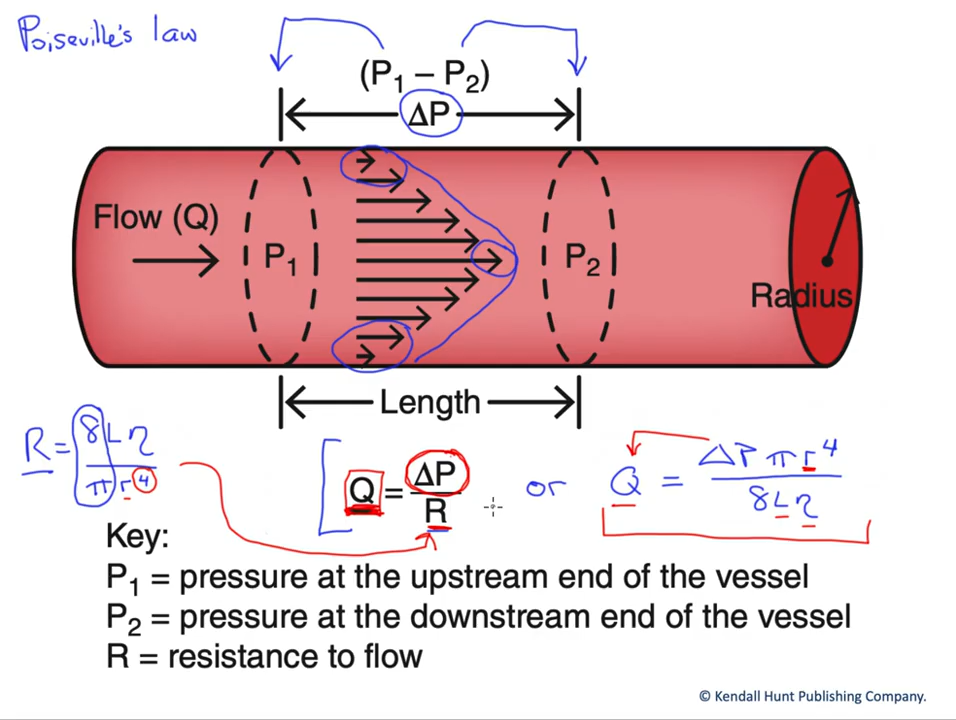 Poiseville's law
(P₁ – P₂)
ΔP
Flow (Q)
P₁
P₂
Radius
Length
R = 8Lη / πr⁴
Q = ΔP / R
or
Q = ΔPπr⁴ / 8Lη
Key:
P₁ = pressure at the upstream end of the vessel
P₂ = pressure at the downstream end of the vessel
R = resistance to flow
© Kendall Hunt Publishing Company.